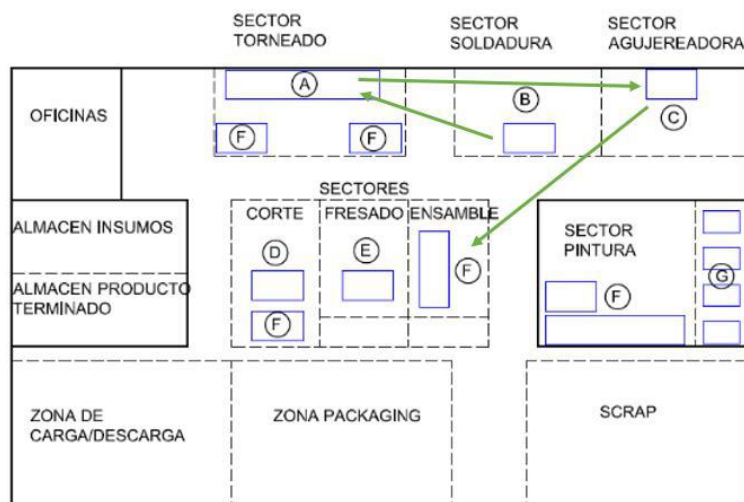 SECTOR
TORNEADO
SECTOR
SOLDADURA
SECTOR
AGUJEREADORA
A
B
C
F
F
OFICINAS
SECTORES
CORTE
FRESADO
ENSAMBLE
D
E
F
F
ALMACEN INSUMOS
ALMACEN PRODUCTO
TERMINADO
SECTOR
PINTURA
F
G
ZONA DE
CARGA/DESCARGA
ZONA PACKAGING
SCRAP